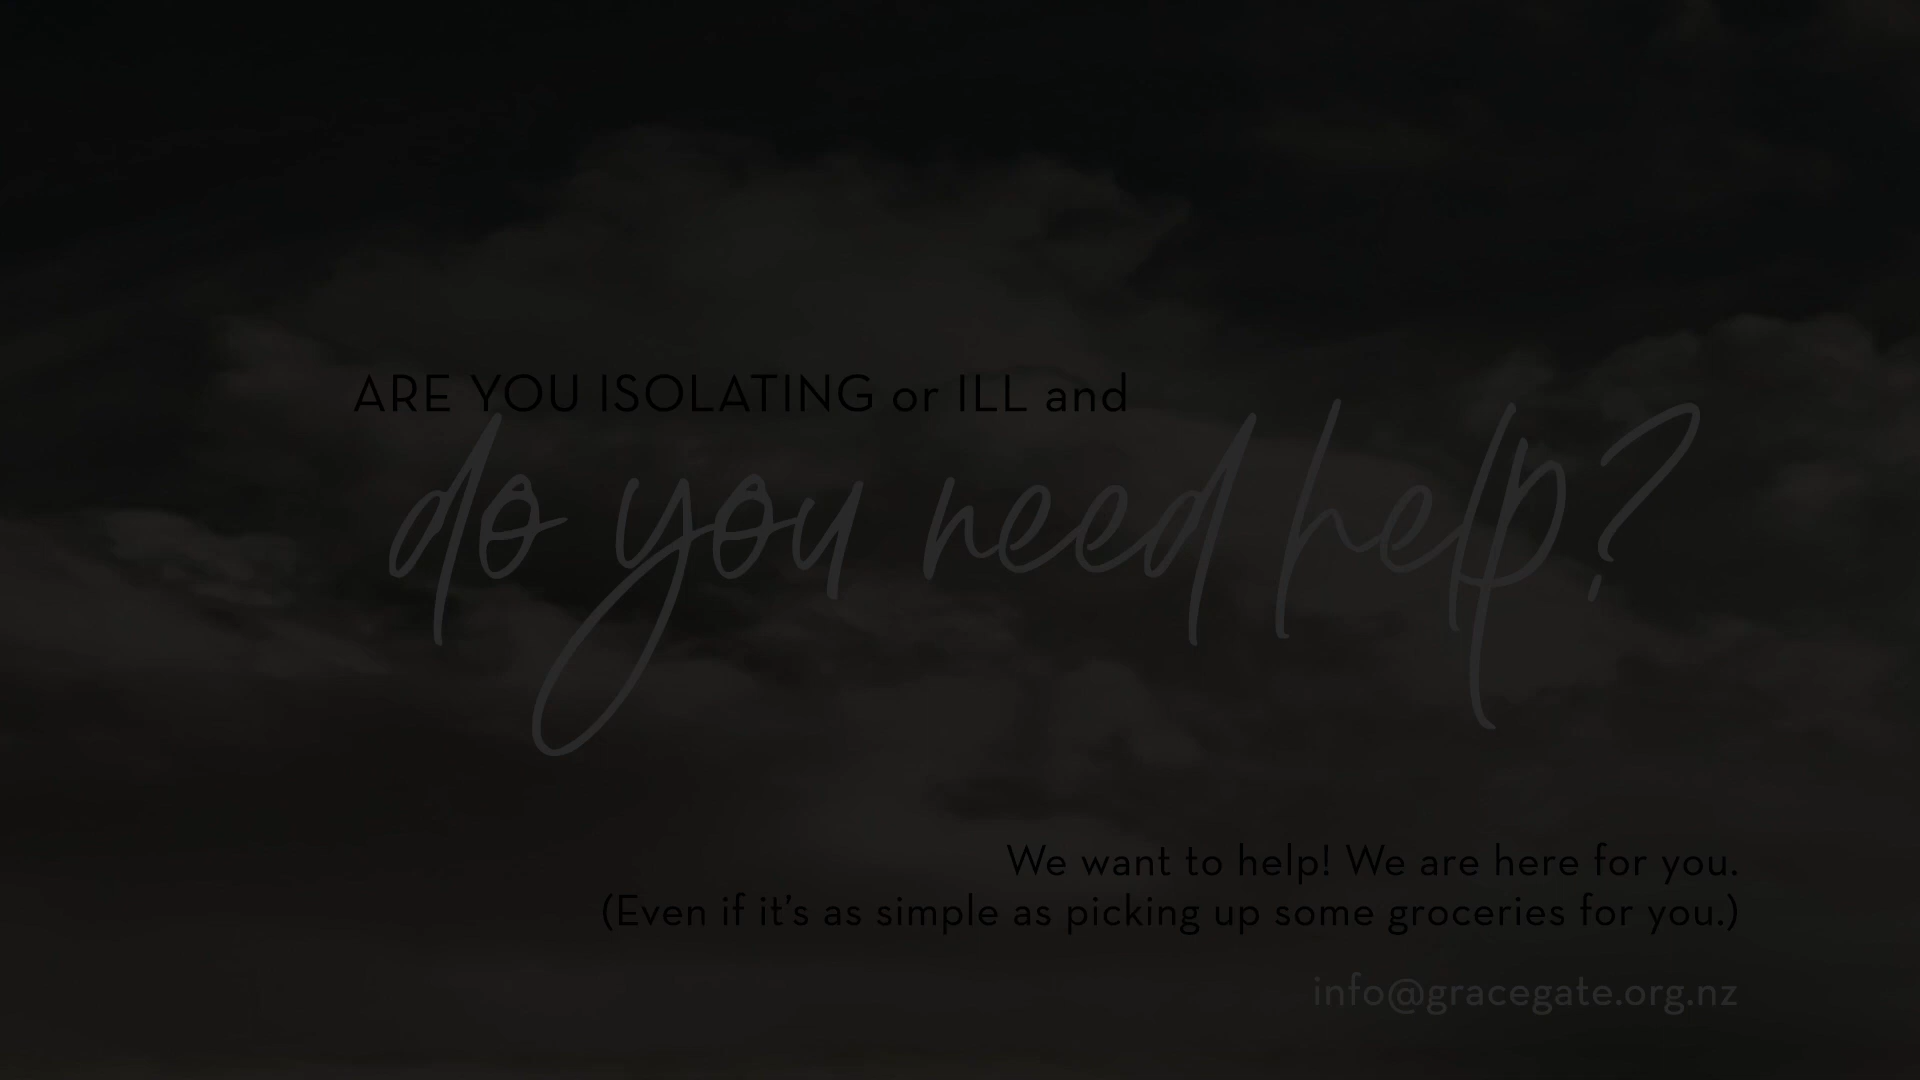 ARE YOU ISOLATING or ILL and
do you need help?
We want to help! We are here for you.
(Even if it’s as simple as picking up some groceries for you.)
info@gracegate.org.nz